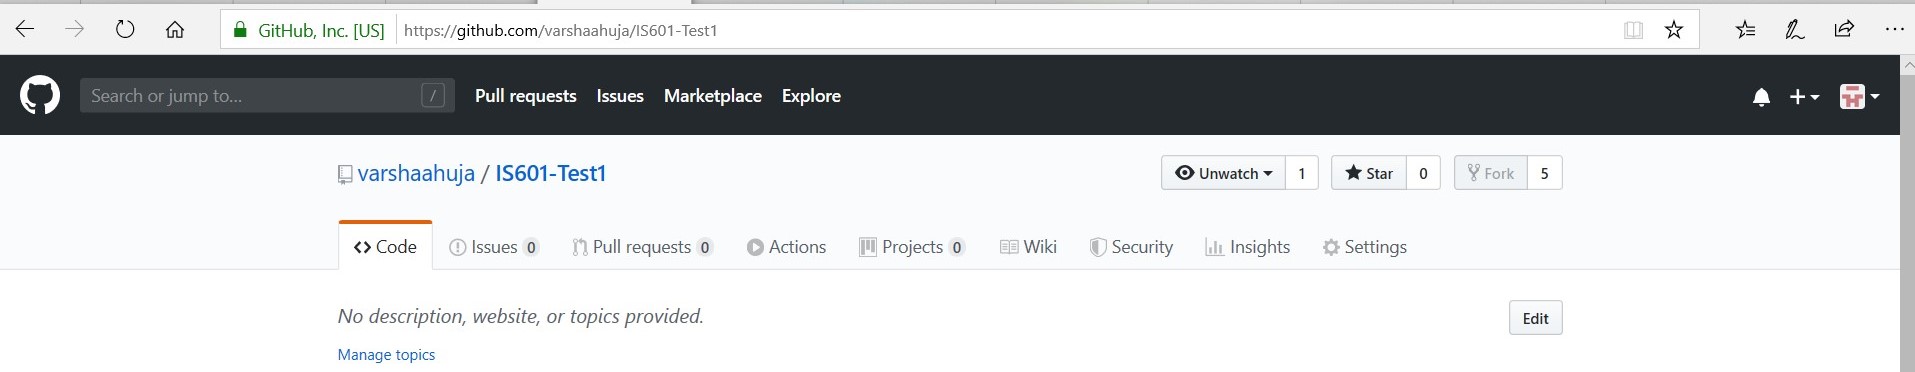 GitHub, Inc. [US] https://github.com/varshaahuja/IS601-Test1
Search or jump to... / Pull requests Issues Marketplace Explore
varshaahuja / IS601-Test1 Unwatch 1 Star 0 Fork 5
Code Issues 0 Pull requests 0 Actions Projects 0 Wiki Security Insights Settings
No description, website, or topics provided. Edit
Manage topics